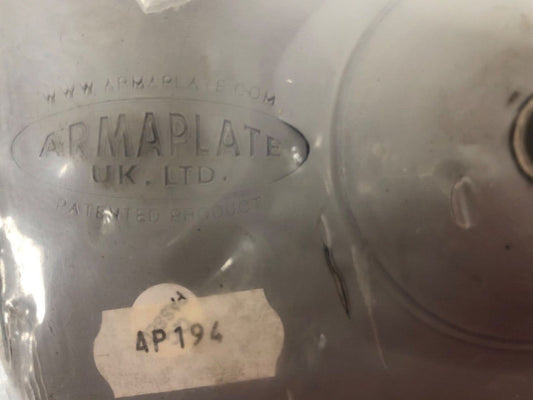 WWW.ARMAPLATE.COM
ARMAPLATE
UK. LTD.
PATENTED PRODUCT
AP194